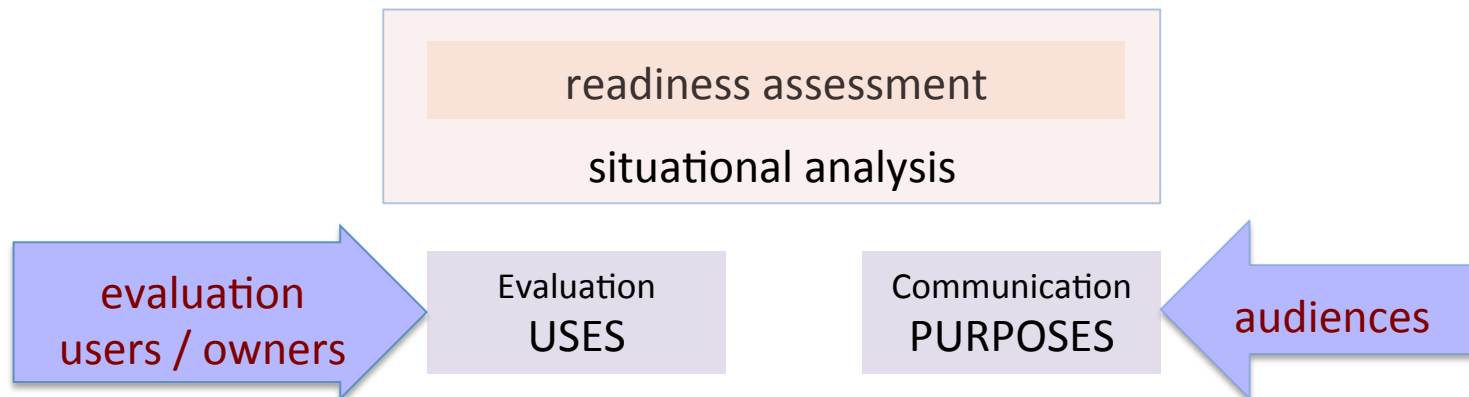 readiness assessment
situational analysis
evaluation
users / owners
Evaluation
USES
Communication
PURPOSES
audiences